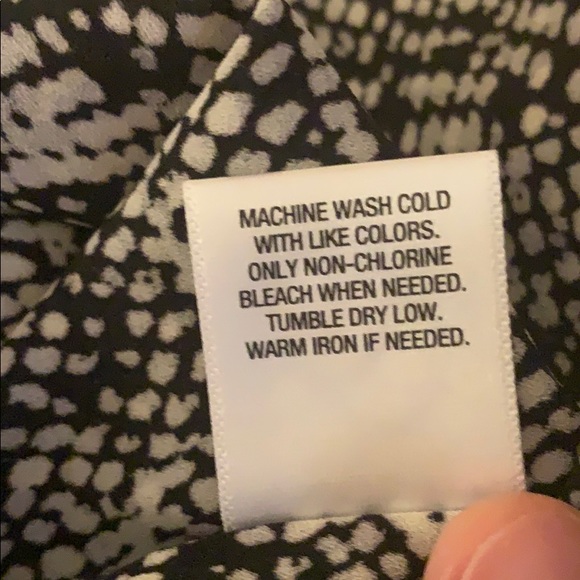 MACHINE WASH COLD
WITH LIKE COLORS.
ONLY NON-CHLORINE
BLEACH WHEN NEEDED.
TUMBLE DRY LOW.
WARM IRON IF NEEDED.